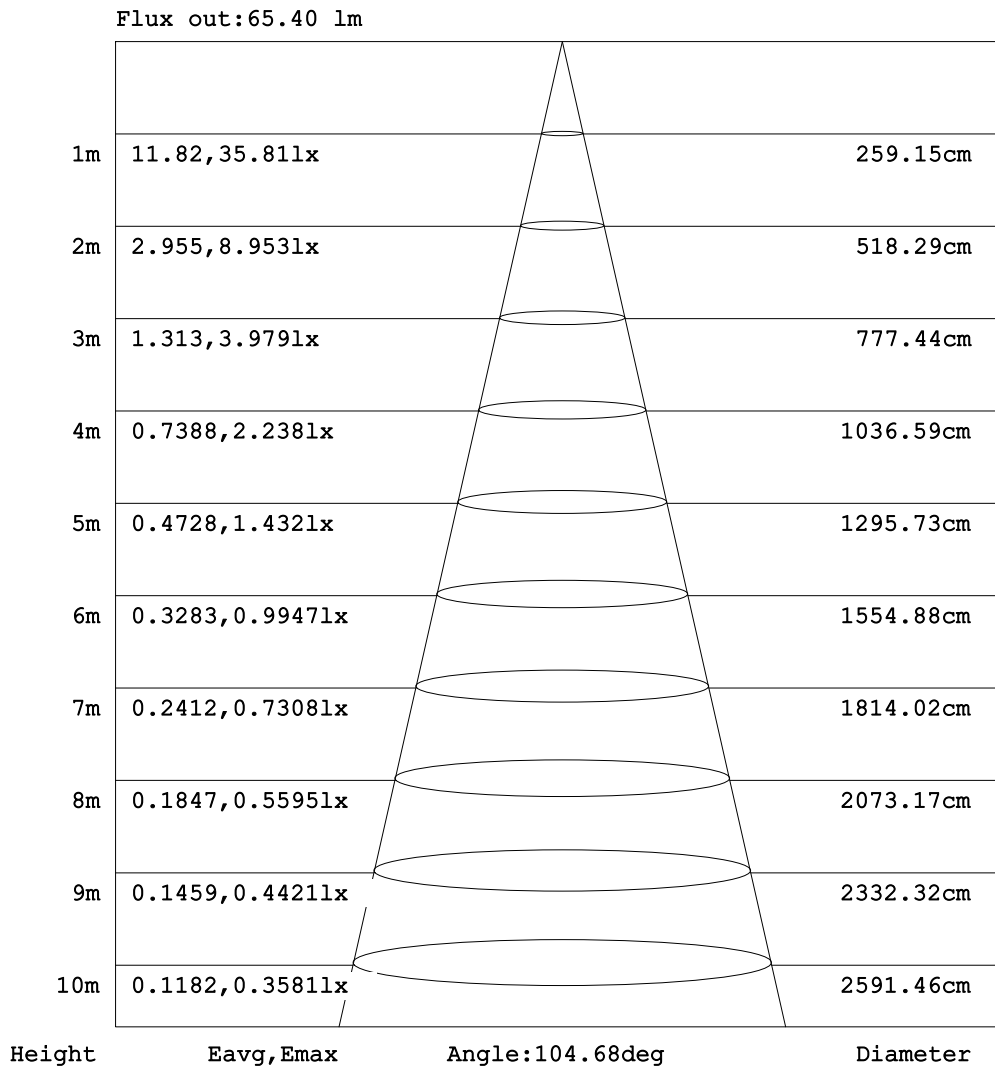 Flux out:65.40 lm
1m 11.82,35.81lx 259.15cm
2m 2.955,8.953lx 518.29cm
3m 1.313,3.979lx 777.44cm
4m 0.7388,2.238lx 1036.59cm
5m 0.4728,1.432lx 1295.73cm
6m 0.3283,0.9947lx 1554.88cm
7m 0.2412,0.7308lx 1814.02cm
8m 0.1847,0.5595lx 2073.17cm
9m 0.1459,0.4421lx 2332.32cm
10m 0.1182,0.3581lx 2591.46cm
Height Eavg,Emax Angle:104.68deg Diameter